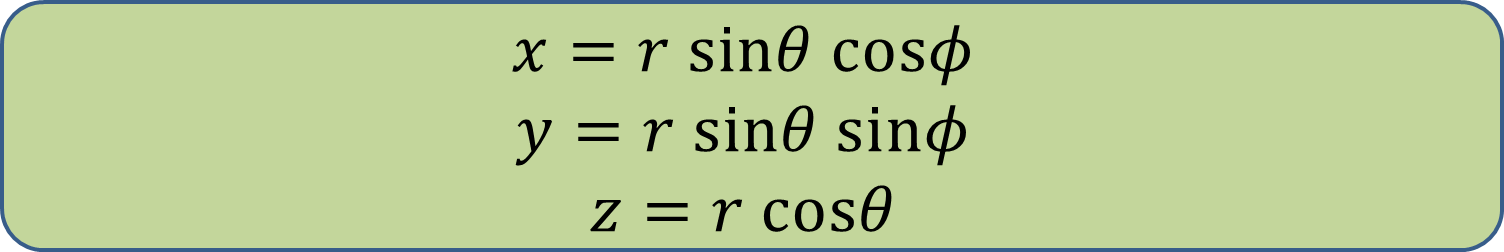 x = r sinθ cosϕ
y = r sinθ sinϕ
z = r cosθ